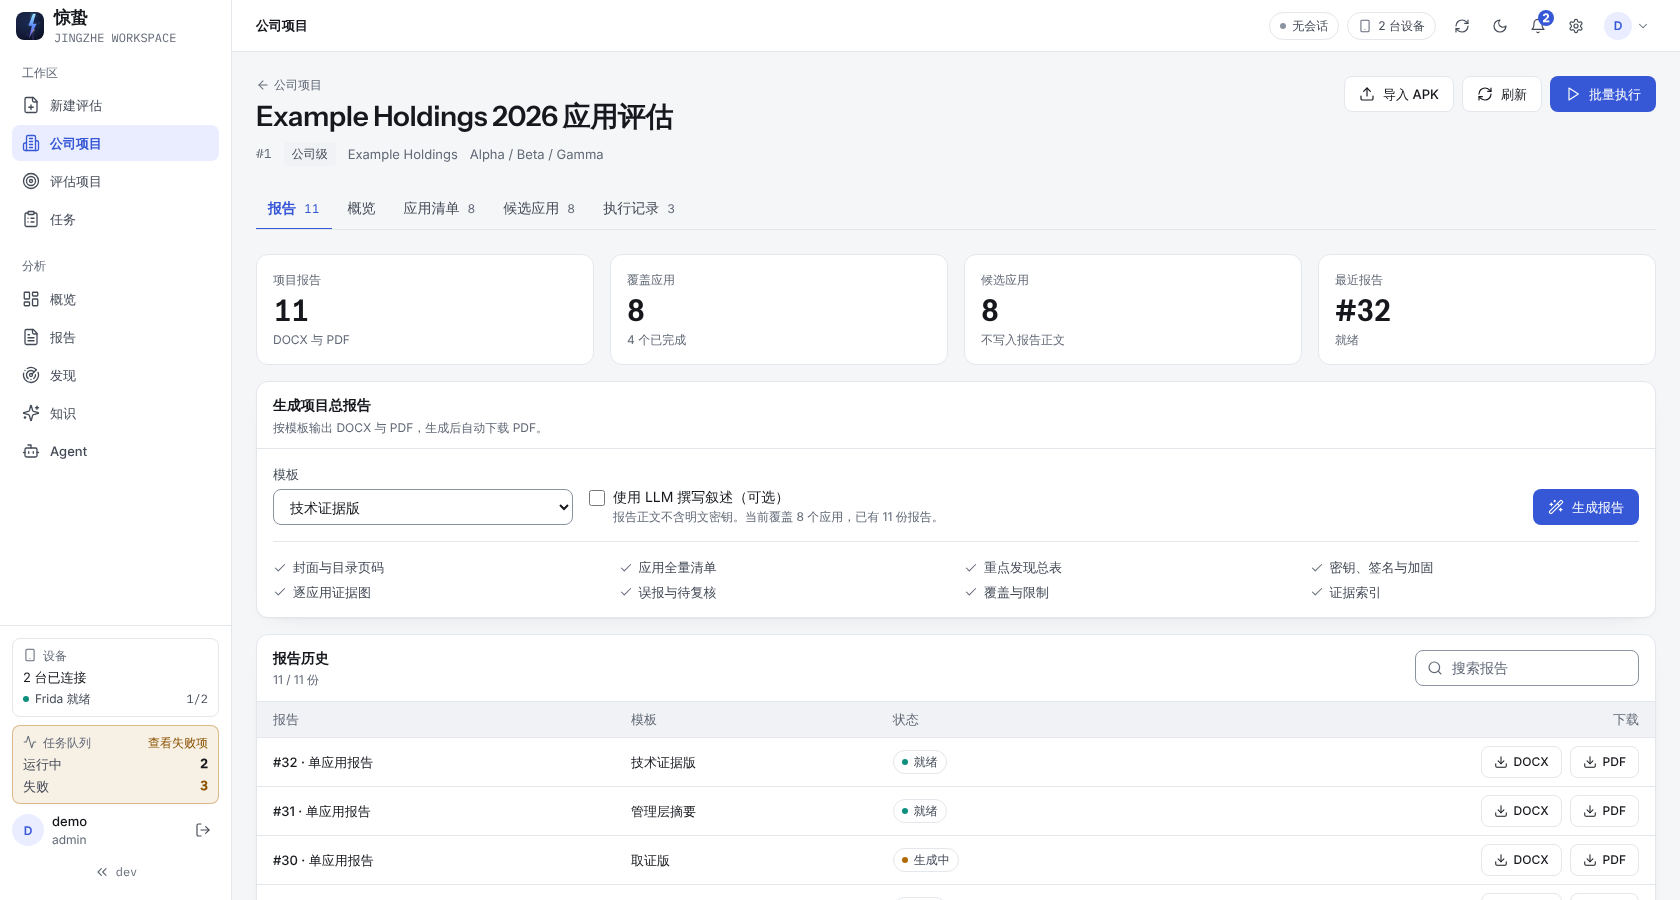 惊蛰
JINGZHE WORKSPACE
工作区
新建评估
公司项目
评估项目
任务
分析
概览
报告
发现
知识
Agent
设备
2 台已连接
Frida 就绪 1/2
任务队列 查看失败项
运行中 2
失败 3
D demo
admin
dev
公司项目
无会话 2 台设备 2 D
公司项目
Example Holdings 2026 应用评估
#1 公司级 Example Holdings Alpha / Beta / Gamma
导入 APK 刷新 批量执行
报告 11 概览 应用清单 8 候选应用 8 执行记录 3
项目报告
11
DOCX 与 PDF
覆盖应用
8
4 个已完成
候选应用
8
不写入报告正文
最近报告
#32
就绪
生成项目总报告
按模板输出 DOCX 与 PDF，生成后自动下载 PDF。
模板
技术证据版
使用 LLM 撰写叙述（可选）
报告正文不含明文密钥。当前覆盖 8 个应用，已有 11 份报告。
生成报告
封面与目录页码 应用全量清单 重点发现总表 密钥、签名与加固
逐应用证据图 误报与待复核 覆盖与限制 证据索引
报告历史
11 / 11 份
搜索报告
报告 模板 状态 下载
#32 · 单应用报告 技术证据版 就绪 DOCX PDF
#31 · 单应用报告 管理层摘要 就绪 DOCX PDF
#30 · 单应用报告 取证版 生成中 DOCX PDF